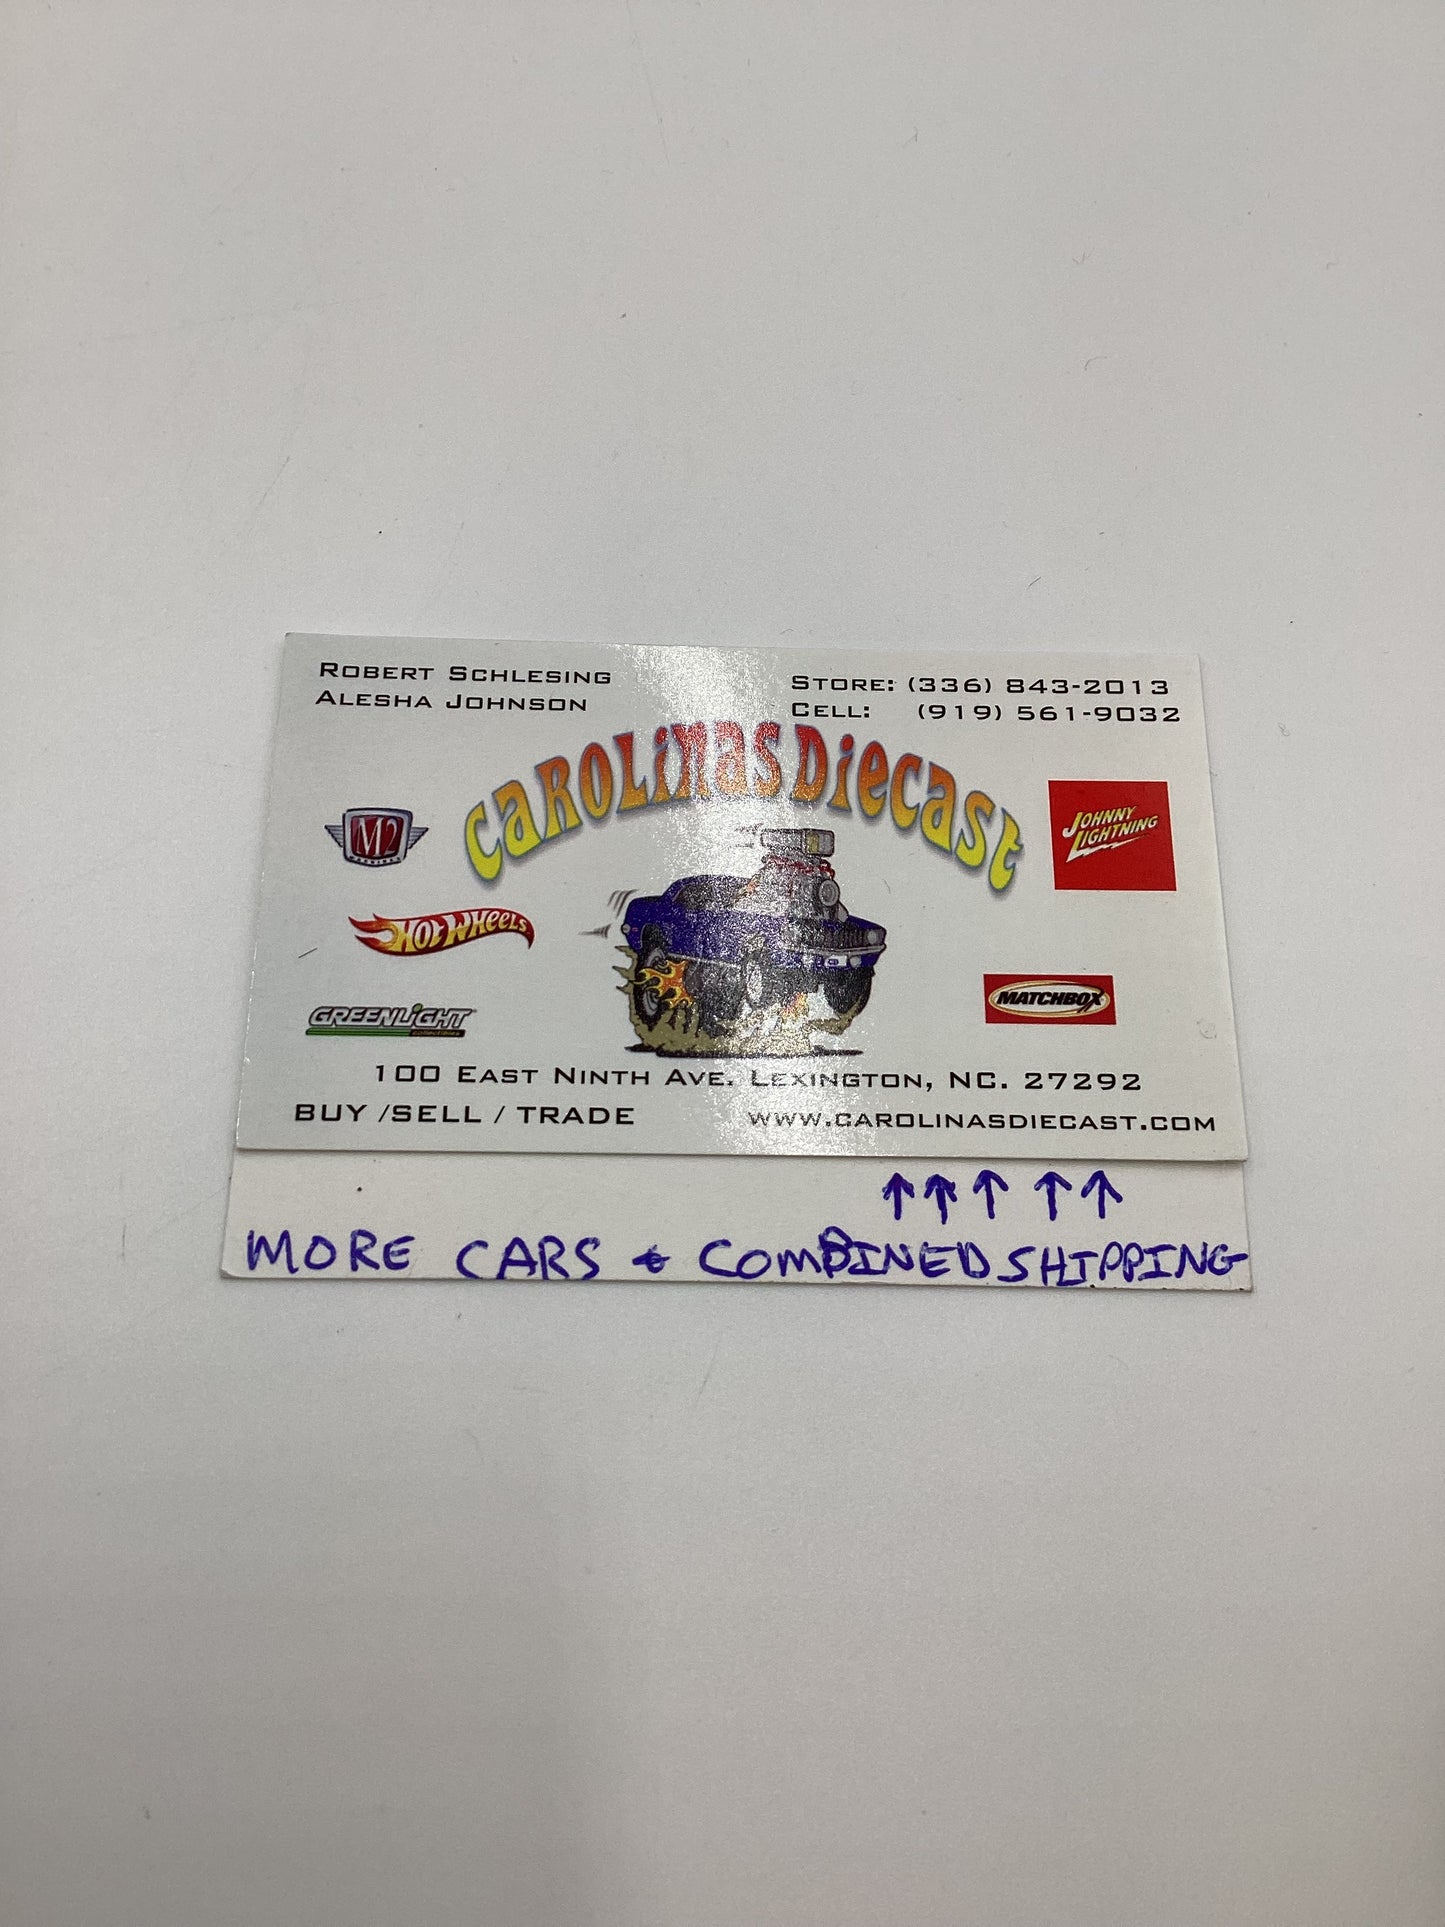 ROBERT SCHLESING
ALESHA JOHNSON
STORE: (336) 843-2013
CELL: (919) 561-9032
CAROLINAS DIECAST
M2
MACHINES
JOHNNY
LIGHTNING
HOT WHEELS
MATCHBOX
GREENLIGHT
collectibles
100 EAST NINTH AVE. LEXINGTON, NC. 27292
BUY /SELL / TRADE
WWW.CAROLINASDIECAST.COM
↑↑↑ ↑↑
MORE CARS & COMBINED SHIPPING